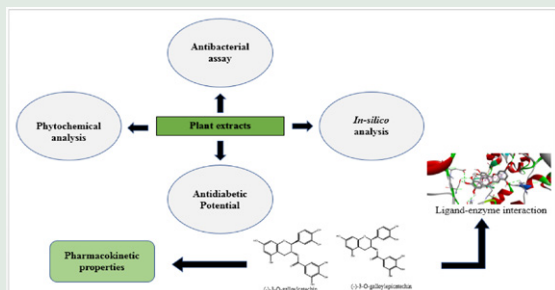 Antibacterial
assay
Phytochemical
analysis
Plant extracts
In-silico
analysis
Antidiabetic
Potential
Ligand-enzyme interaction
Pharmacokinetic
properties
(-)-3-O-galloylepicatechin